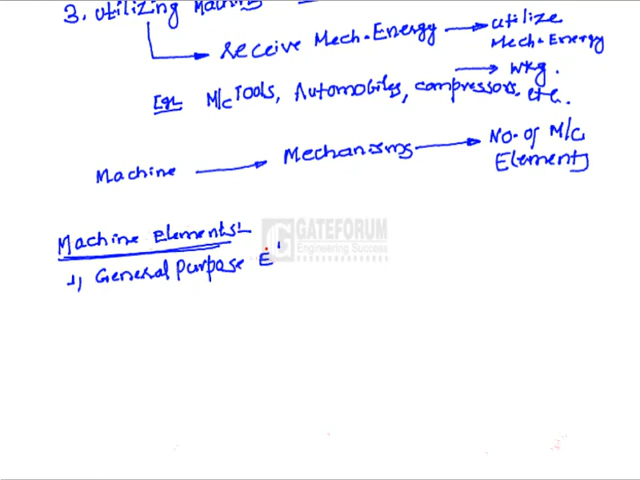 3. Utilizing Machin
Receive Mech. Energy → utilize
Mech. Energy
→ wkg.
Eg:- M/C Tools, Automobiles, compressors, etc.
Machine → Mechanisms → No. of M/C
Elements
Machine Elements:-
1, General Purpose E
GATEFORUM
Engineering Success